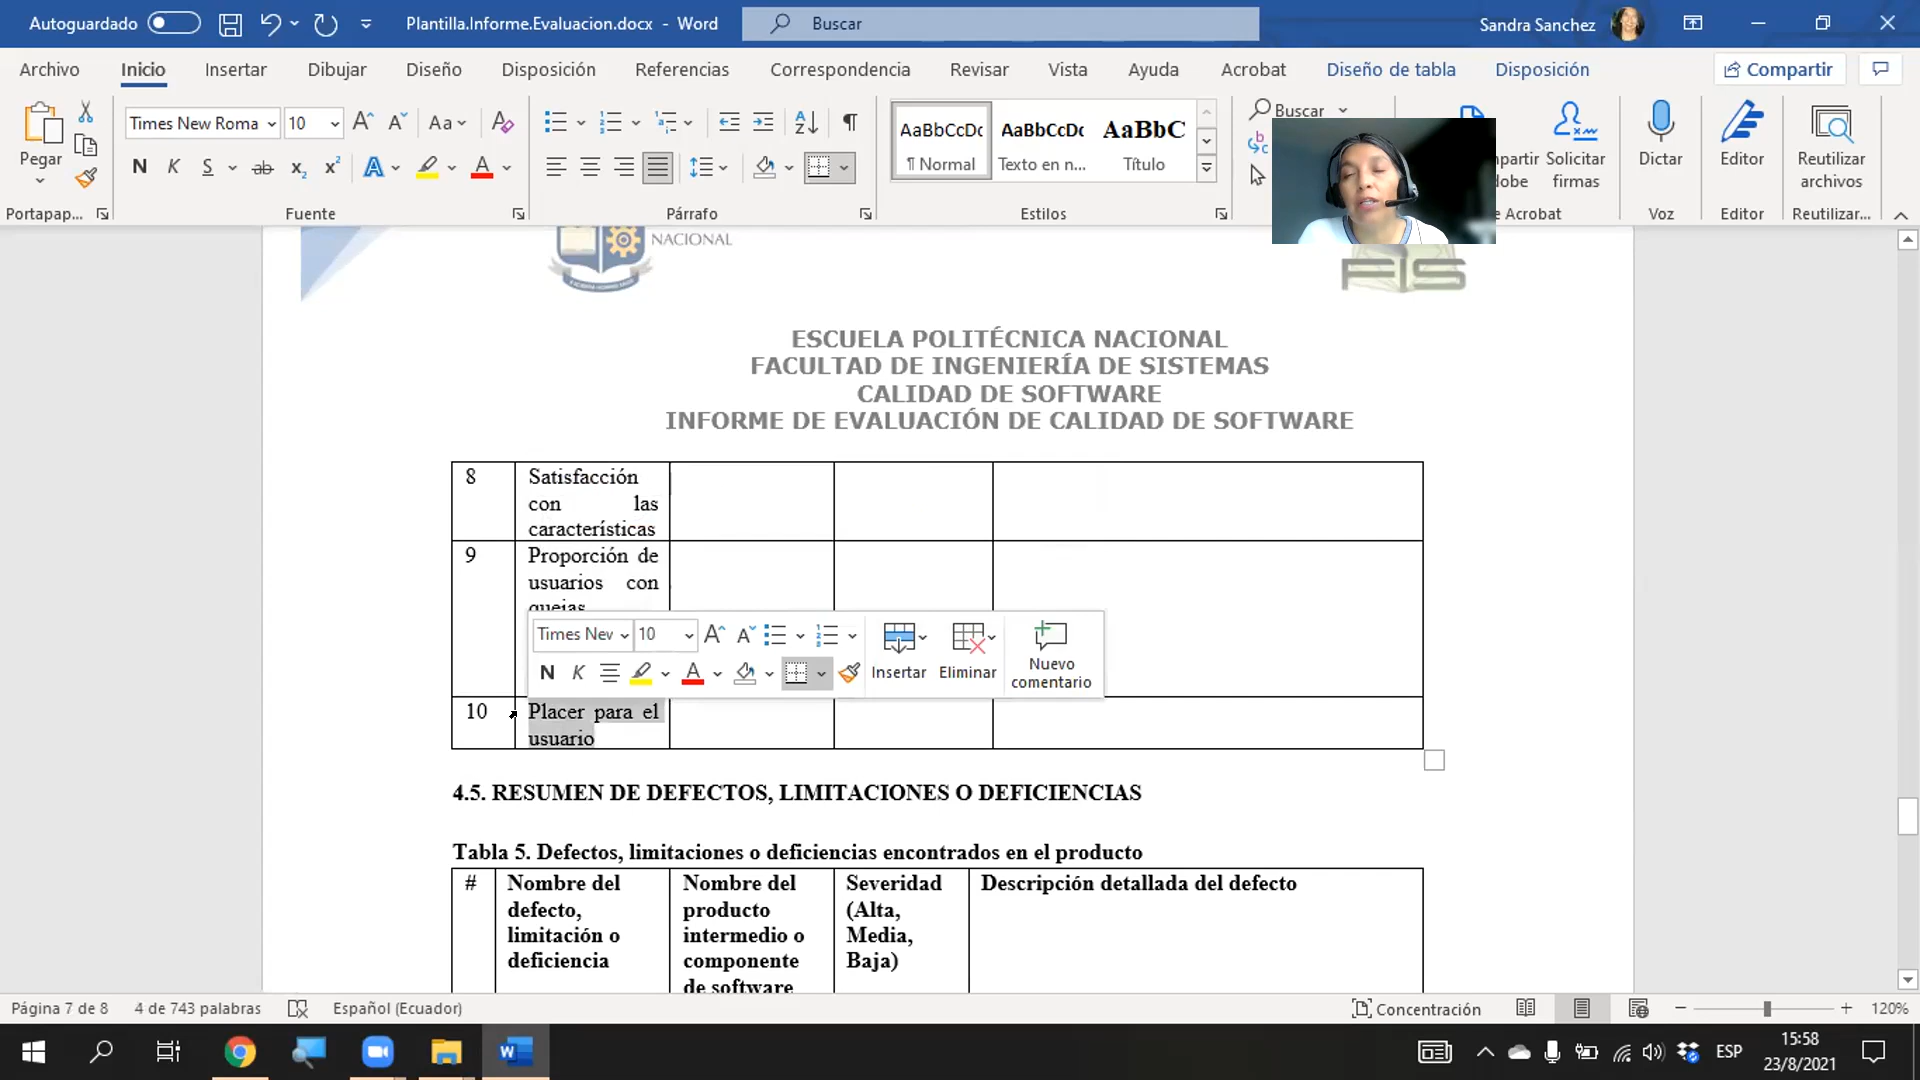 Autoguardado
Plantilla.Informe.Evaluacion.docx - Word
Buscar
Sandra Sanchez
Archivo Inicio Insertar Dibujar Diseño Disposición Referencias Correspondencia Revisar Vista Ayuda Acrobat Diseño de tabla Disposición
Compartir
Pegar
Portapap...
Times New Roma 10
Aa
N K S ab x₂ x² A A
Fuente
Párrafo
AaBbCcDc AaBbCcDc AaBbC
¶ Normal Texto en n... Título
Estilos
Buscar
Solicitar
firmas
Acrobat
Dictar
Voz
Editor
Editor
Reutilizar
archivos
Reutilizar...
NACIONAL
FIS
ESCUELA POLITÉCNICA NACIONAL
FACULTAD DE INGENIERÍA DE SISTEMAS
CALIDAD DE SOFTWARE
INFORME DE EVALUACIÓN DE CALIDAD DE SOFTWARE
8 Satisfacción
con las
características
9 Proporción de
usuarios con
quejas
Times Nev 10
N K A
Insertar
Eliminar
Nuevo
comentario
10 Placer para el
usuario
4.5. RESUMEN DE DEFECTOS, LIMITACIONES O DEFICIENCIAS
Tabla 5. Defectos, limitaciones o deficiencias encontrados en el producto
#
Nombre del
defecto,
limitación o
deficiencia
Nombre del
producto
intermedio o
componente
de software
Severidad
(Alta,
Media,
Baja)
Descripción detallada del defecto
Página 7 de 8 4 de 743 palabras Español (Ecuador)
Concentración
120%
ESP
15:58
23/8/2021